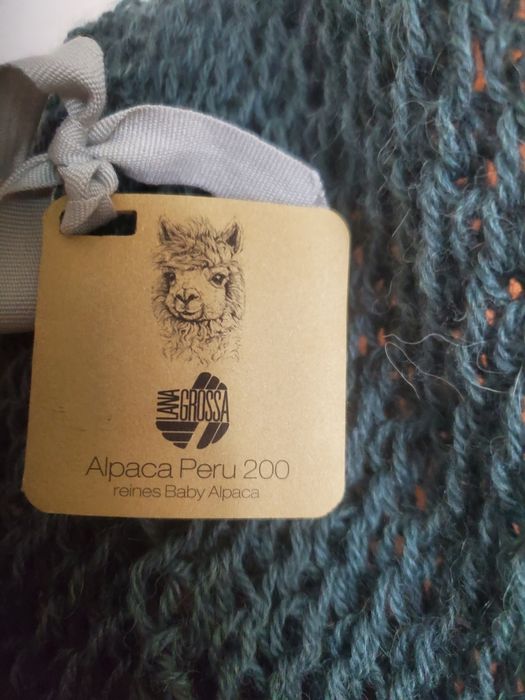 LANA
GROSSA
Alpaca Peru 200
reines Baby Alpaca